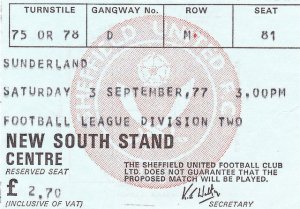 TURNSTILE GANGWAY No. ROW SEAT
75 OR 78 D M· 81
SUNDERLAND
SATURDAY 3 SEPTEMBER,77 3.00PM
FOOTBALL LEAGUE DIVISION TWO
NEW SOUTH STAND
CENTRE
RESERVED SEAT
THE SHEFFIELD UNITED FOOTBALL CLUB
LTD. DOES NOT GUARANTEE THAT THE
PROPOSED MATCH WILL BE PLAYED.
£ 2.70
(INCLUSIVE OF VAT) SECRETARY
SHEFFIELD UNITED F.C.